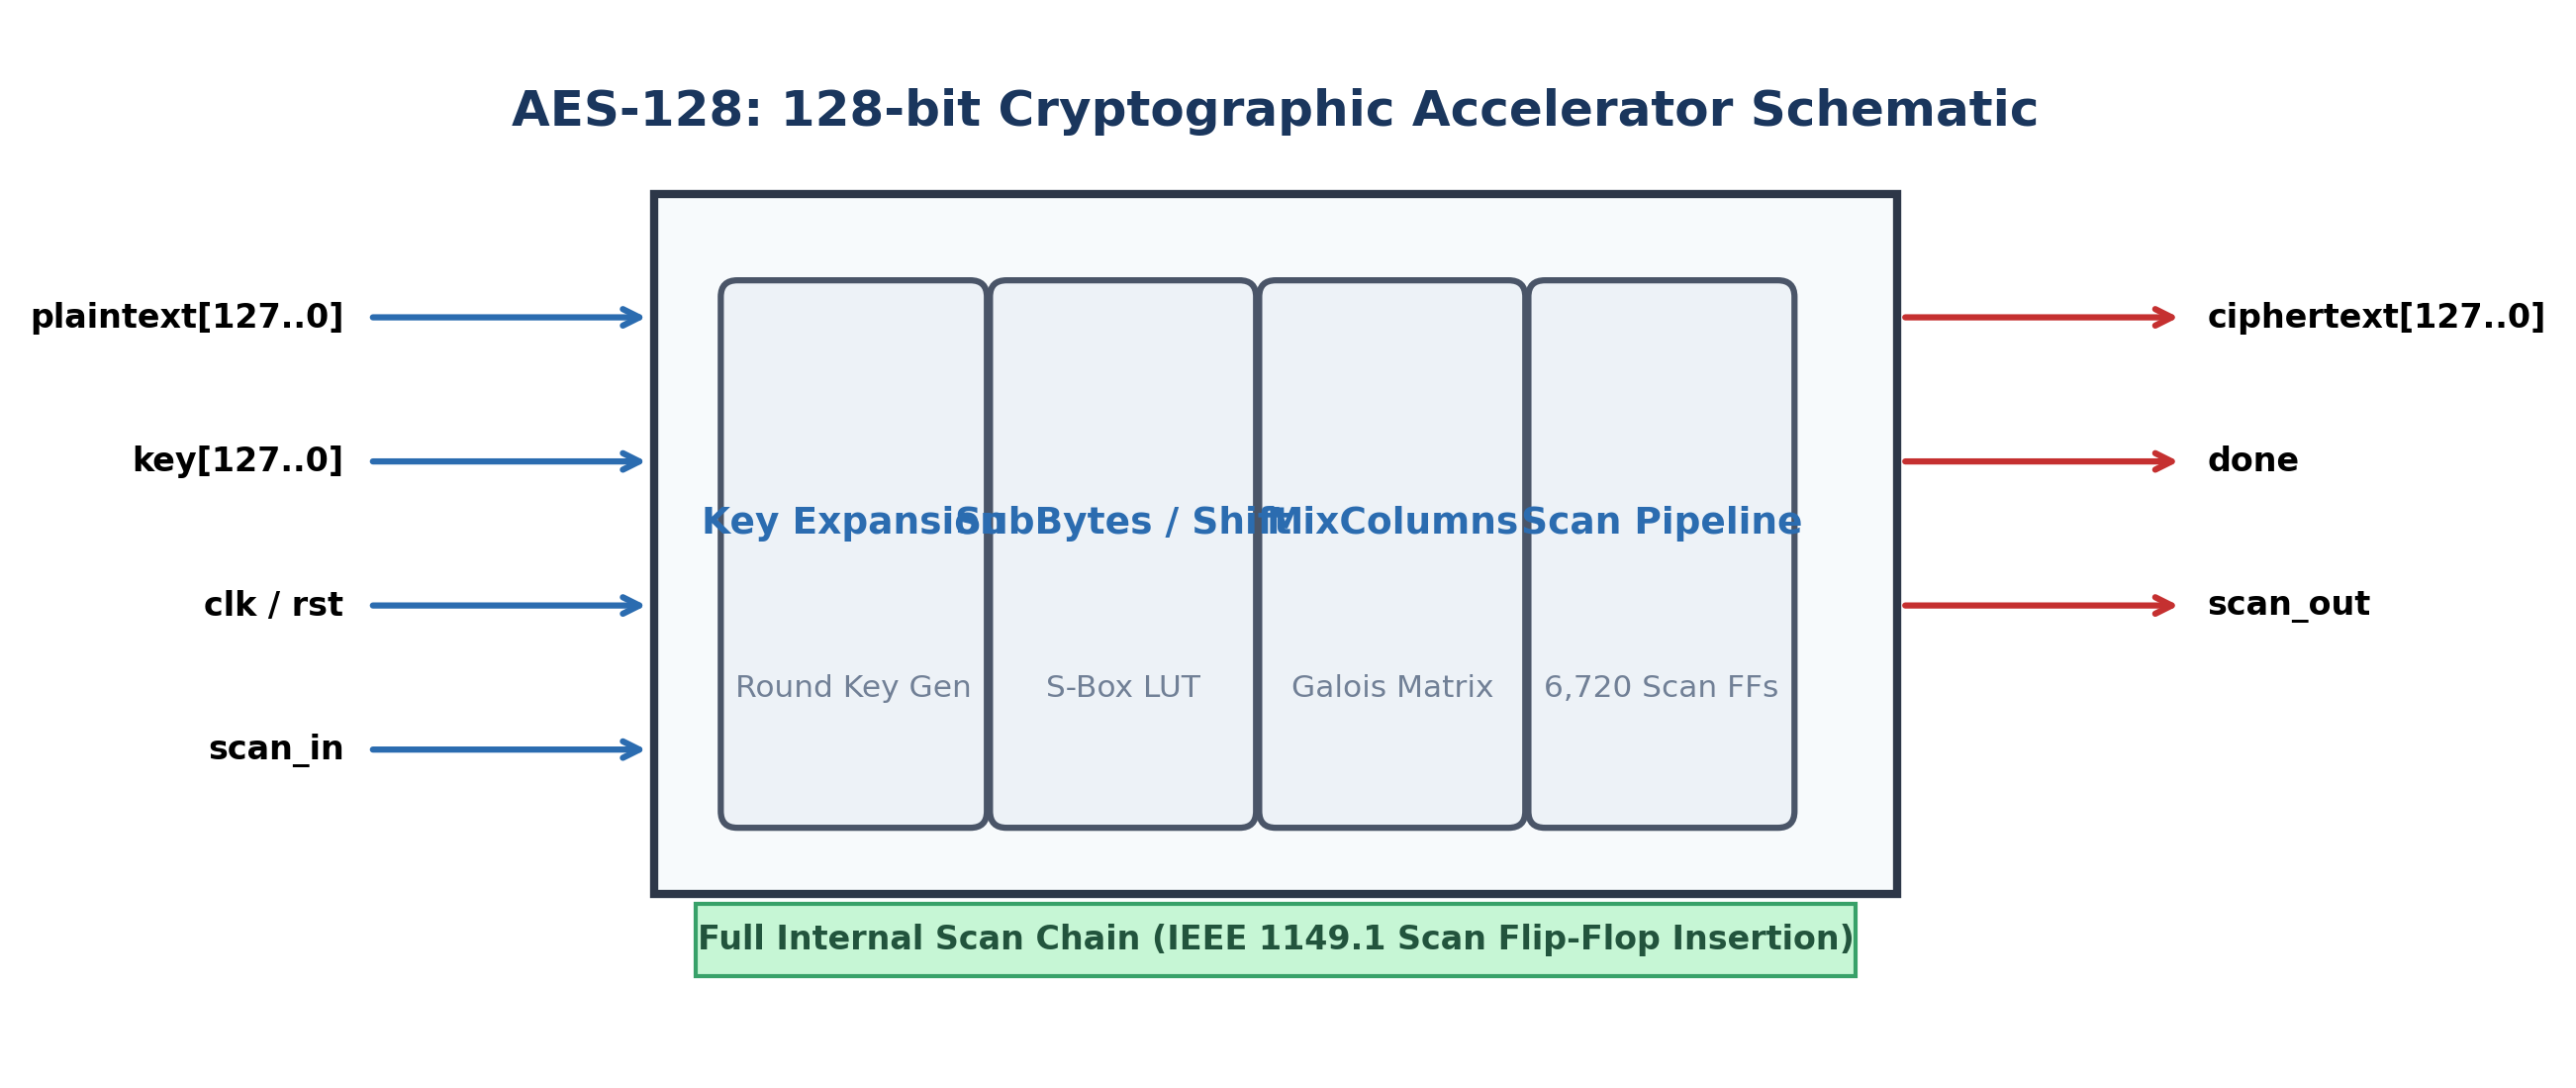 AES-128: 128-bit Cryptographic Accelerator Schematic
plaintext[127..0]
key[127..0]
clk / rst
scan_in
Key Expansion
Round Key Gen
SubBytes / Shift
S-Box LUT
MixColumns
Galois Matrix
Scan Pipeline
6,720 Scan FFs
ciphertext[127..0]
done
scan_out
Full Internal Scan Chain (IEEE 1149.1 Scan Flip-Flop Insertion)